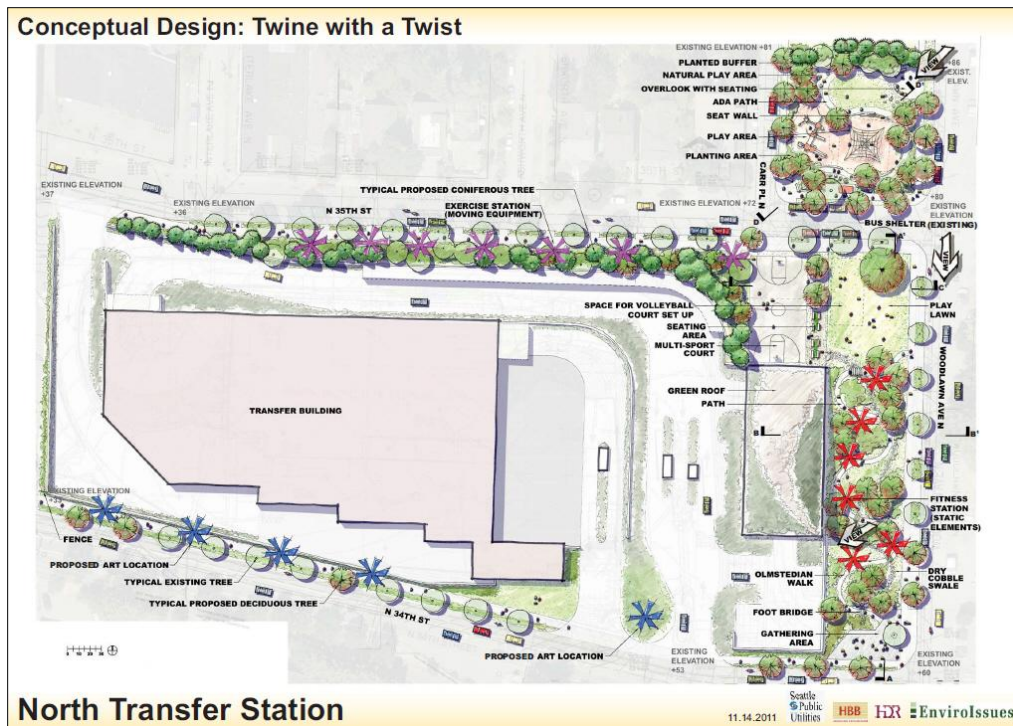 Conceptual Design: Twine with a Twist
EXISTING ELEVATION +81
PLANTED BUFFER
NATURAL PLAY AREA
OVERLOOK WITH SEATING
ADA PATH
SEAT WALL
PLAY AREA
PLANTING AREA
VIEW
+86
EXIST.
ELEV.
D'
CARR PL N
EXISTING ELEVATION
+37
EXISTING ELEVATION
+36
N 35TH ST
TYPICAL PROPOSED CONIFEROUS TREE
EXERCISE STATION
(MOVING EQUIPMENT)
EXISTING ELEVATION +72
D
+80
EXISTING
ELEVATION
BUS SHELTER (EXISTING)
A'
VIEW
C
SPACE FOR VOLLEYBALL
COURT SET UP
SEATING
AREA
MULTI-SPORT
COURT
PLAY
LAWN
WOODLAWN AVE N
GREEN ROOF
PATH
TRANSFER BUILDING
B
B'
EXISTING ELEVATION
FENCE
PROPOSED ART LOCATION
TYPICAL EXISTING TREE
TYPICAL PROPOSED DECIDUOUS TREE
N 34TH ST
PROPOSED ART LOCATION
FITNESS
STATION
(STATIC
ELEMENTS)
VIEW
OLMSTEDIAN
WALK
DRY
COBBLE
SWALE
FOOT BRIDGE
GATHERING
AREA
EXISTING
ELEVATION
+53
EXISTING
ELEVATION
+60
A
North Transfer Station
11.14.2011
Seattle
Public
Utilities
HBB
HDR
EnviroIssues